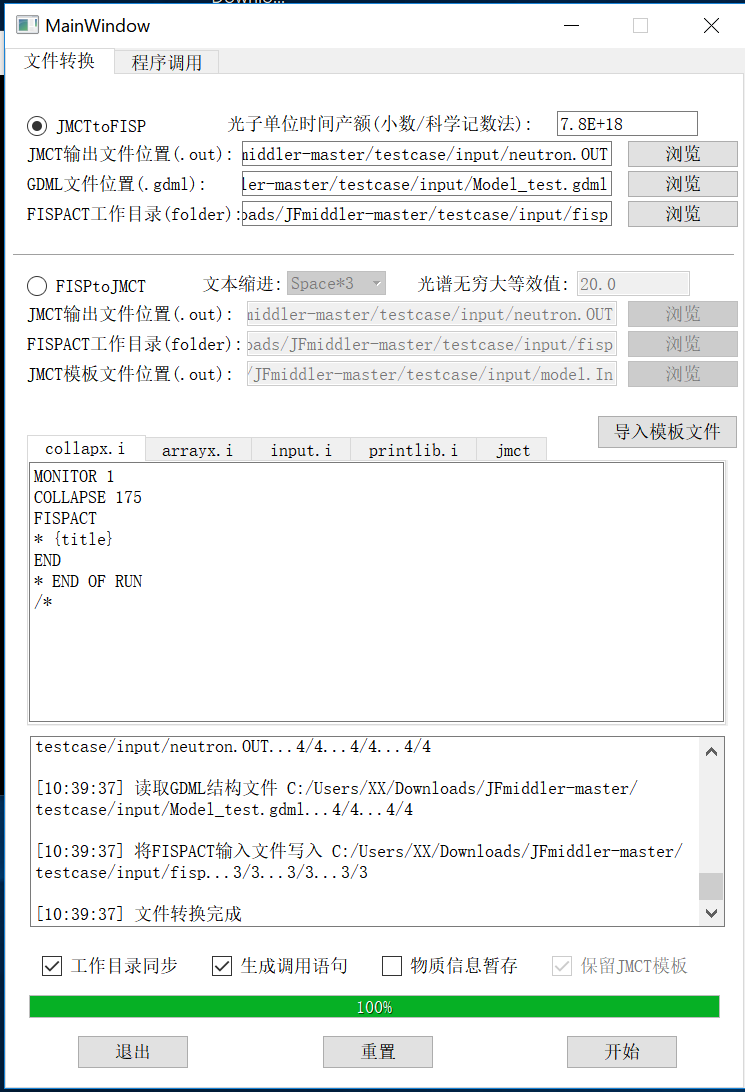 MainWindow
文件转换 程序调用
JMCTtoFISP 光子单位时间产额(小数/科学记数法): 7.8E+18
JMCT输出文件位置(.out): middler-master/testcase/input/neutron.OUT 浏览
GDML文件位置(.gdml): ler-master/testcase/input/Model_test.gdml 浏览
FISPACT工作目录(folder): oads/JFmiddler-master/testcase/input/fisp 浏览
FISPtoJMCT 文本缩进: Space*3 光谱无穷大等效值: 20.0
JMCT输出文件位置(.out): middler-master/testcase/input/neutron.OUT 浏览
FISPACT工作目录(folder): oads/JFmiddler-master/testcase/input/fisp 浏览
JMCT模板文件位置(.out): /JFmiddler-master/testcase/input/model.In 浏览
导入模板文件
collapx.i arrayx.i input.i printlib.i jmct
MONITOR 1
COLLAPSE 175
FISPACT
* {title}
END
* END OF RUN
/*
testcase/input/neutron.OUT...4/4...4/4...4/4
[10:39:37] 读取GDML结构文件 C:/Users/XX/Downloads/JFmiddler-master/
testcase/input/Model_test.gdml...4/4...4/4
[10:39:37] 将FISPACT输入文件写入 C:/Users/XX/Downloads/JFmiddler-master/
testcase/input/fisp...3/3...3/3...3/3
[10:39:37] 文件转换完成
工作目录同步 生成调用语句 物质信息暂存 保留JMCT模板
100%
退出 重置 开始